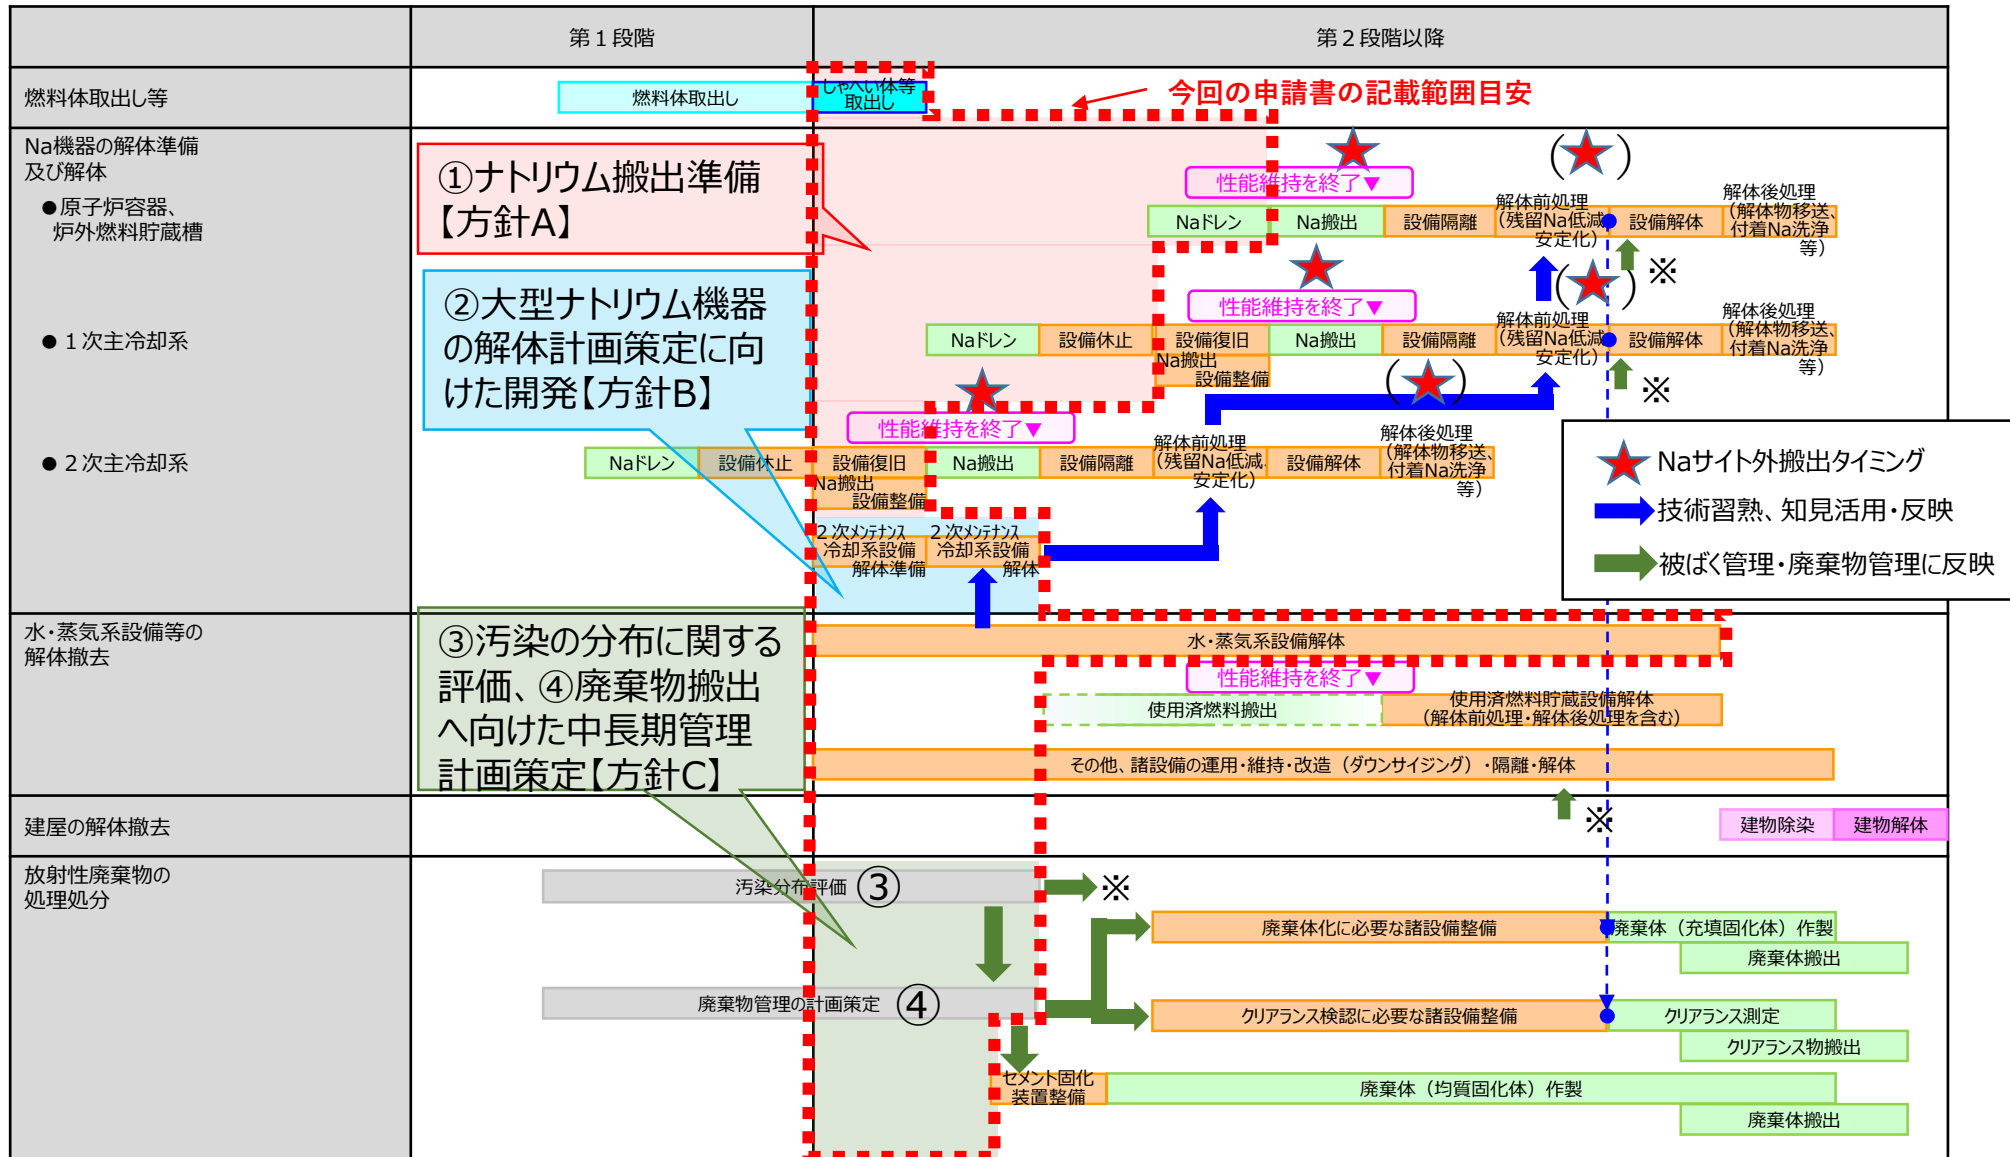 第１段階
第２段階以降
燃料体取出し等
燃料体取出し
しゃへい体等
取出し
今回の申請書の記載範囲目安
Na機器の解体準備
及び解体
●原子炉容器、
炉外燃料貯蔵槽
①ナトリウム搬出準備
【方針A】
性能維持を終了▼
（★）
Naドレン
Na搬出
設備隔離
解体前処理
（残留Na低減
安定化）
設備解体
解体後処理
（解体物移送、
付着Na洗浄
等）
※
②大型ナトリウム機器
の解体計画策定に向
けた開発【方針B】
●１次主冷却系
性能維持を終了▼
（★）
Naドレン
設備休止
設備復旧
Na搬出
設備整備
Na搬出
設備隔離
解体前処理
（残留Na低減
安定化）
設備解体
解体後処理
（解体物移送、
付着Na洗浄
等）
※
●２次主冷却系
性能維持を終了▼
（★）
Naドレン
設備休止
設備復旧
Na搬出
設備整備
Na搬出
設備隔離
解体前処理
（残留Na低減
安定化）
設備解体
解体後処理
（解体物移送、
付着Na洗浄
等）
２次メンテナンス
冷却系設備
解体準備
２次メンテナンス
冷却系設備
解体
★Naサイト外搬出タイミング
技術習熟、知見活用・反映
被ばく管理・廃棄物管理に反映
水・蒸気系設備等の
解体撤去
③汚染の分布に関する
評価、④廃棄物搬出
へ向けた中長期管理
計画策定【方針C】
水・蒸気系設備解体
性能維持を終了▼
使用済燃料搬出
使用済燃料貯蔵設備解体
（解体前処理・解体後処理を含む）
その他、諸設備の運用・維持・改造（ダウンサイジング）・隔離・解体
※
建屋の解体撤去
建物除染
建物解体
放射性廃棄物の
処理処分
汚染分布評価 ③
※
廃棄体化に必要な諸設備整備
廃棄体（充填固化体）作製
廃棄体搬出
廃棄物管理の計画策定 ④
クリアランス検認に必要な諸設備整備
クリアランス測定
クリアランス物搬出
セメント固化
装置整備
廃棄体（均質固化体）作製
廃棄体搬出